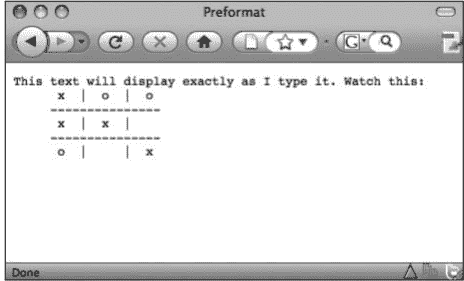 Preformat
This text will display exactly as I type it. Watch this:
     x  |  o  |  o
    ---------------
     x  |  x  |
    ---------------
     o  |     |  x
Done